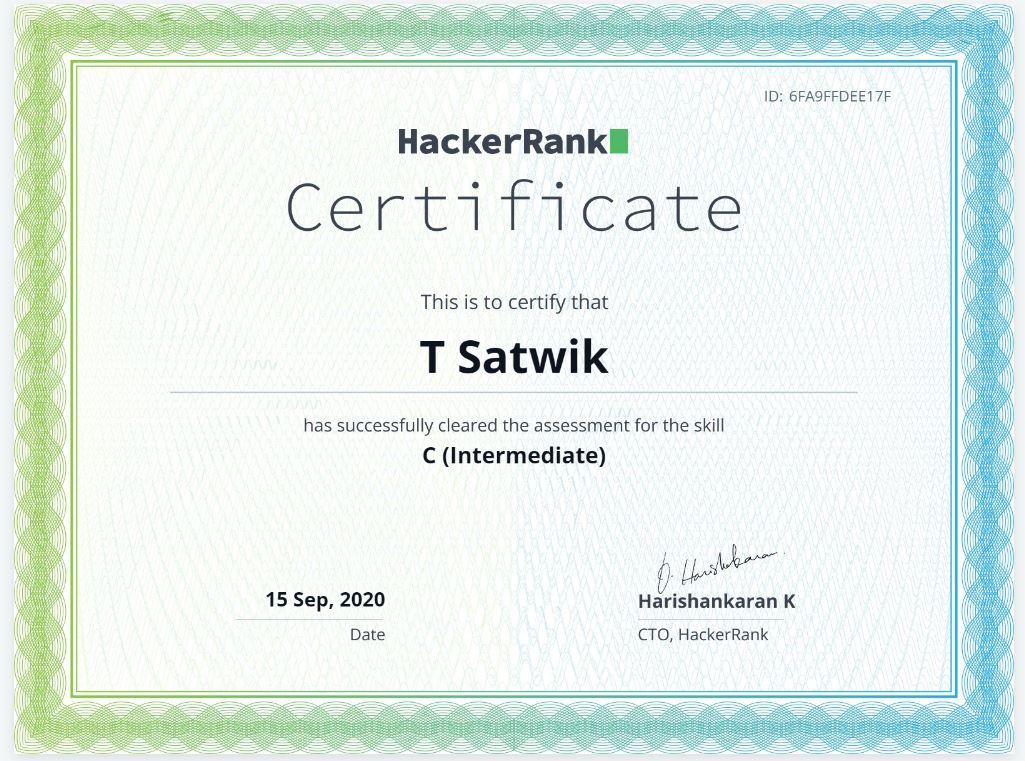 ID: 6FA9FFDEE17F
HackerRank
Certificate
This is to certify that
T Satwik
has successfully cleared the assessment for the skill
C (Intermediate)
Harishankaran
15 Sep, 2020
Harishankaran K
Date
CTO, HackerRank